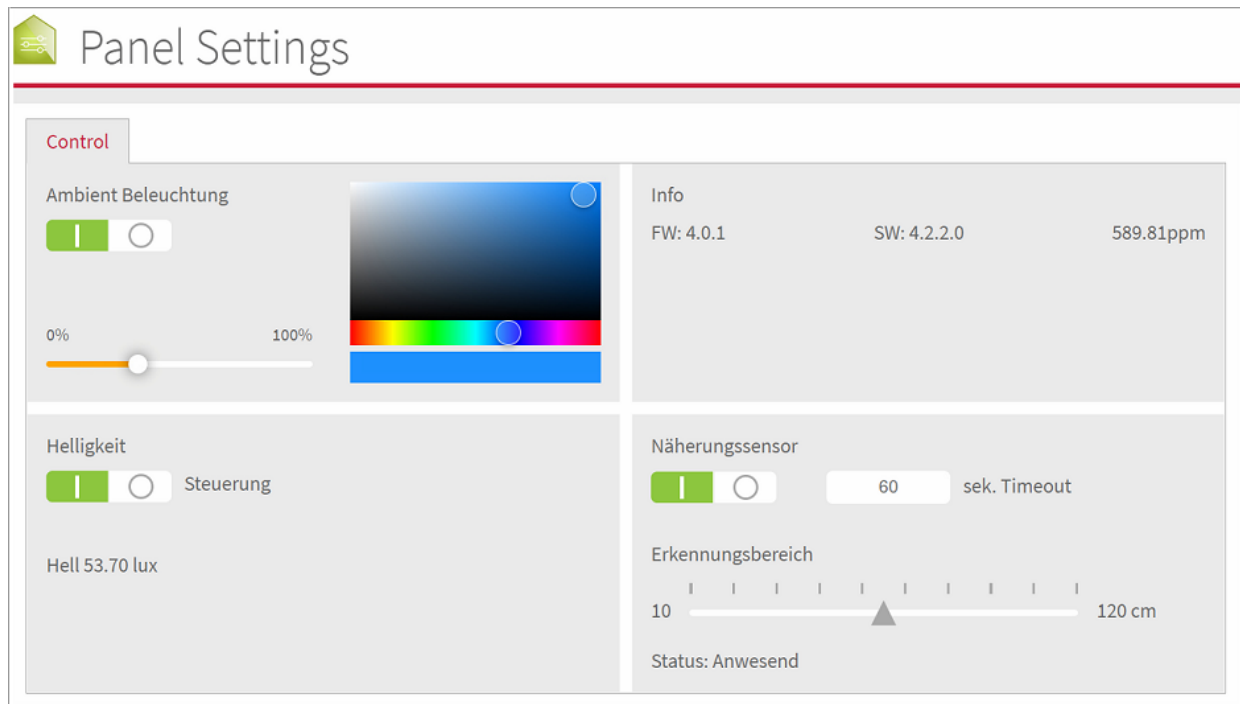 Panel Settings
Control
Ambient Beleuchtung
0% 100%
Info
FW: 4.0.1 SW: 4.2.2.0 589.81ppm
Helligkeit
Steuerung
Hell 53.70 lux
Näherungssensor
60 sek. Timeout
Erkennungsbereich
10 120 cm
Status: Anwesend